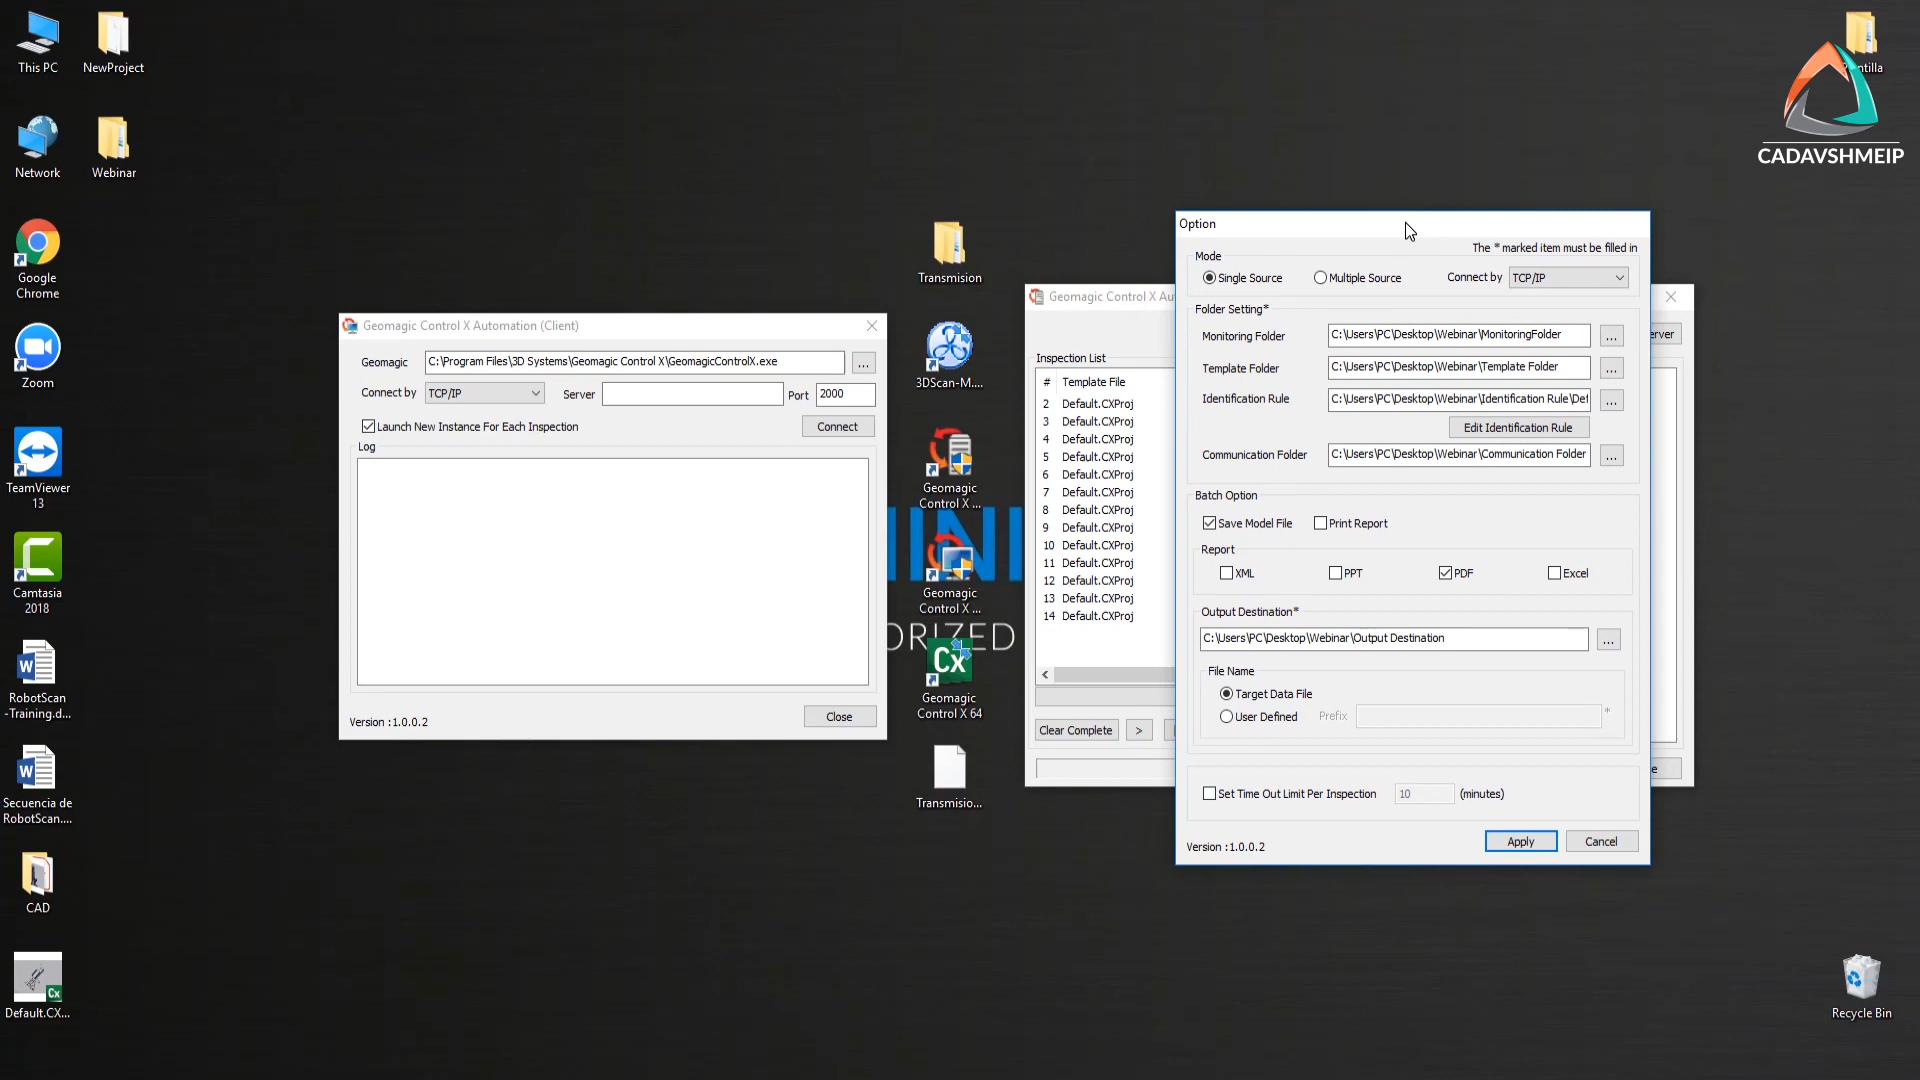 This PC
NewProject
Network
Webinar
Google
Chrome
Zoom
TeamViewer
13
Camtasia
2018
RobotScan
-Training.d...
Secuencia de
RobotScan....
CAD
Default.CX...
CADAVSHMEIP
Recycle Bin
Transmision
3DScan-M....
Geomagic
Control X ...
Geomagic
Control X ...
Geomagic
Control X 64
Transmisio...
ORIZED
Geomagic Control X Automation (Client)
Geomagic C:\Program Files\3D Systems\Geomagic Control X\GeomagicControlX.exe ...
Connect by TCP/IP Server Port 2000
Launch New Instance For Each Inspection Connect
Log
Version :1.0.0.2 Close
Geomagic Control X Au
erver
Inspection List
# Template File
2 Default.CXProj
3 Default.CXProj
4 Default.CXProj
5 Default.CXProj
6 Default.CXProj
7 Default.CXProj
8 Default.CXProj
9 Default.CXProj
10 Default.CXProj
11 Default.CXProj
12 Default.CXProj
13 Default.CXProj
14 Default.CXProj
Clear Complete >
Option
The * marked item must be filled in
Mode
Single Source Multiple Source Connect by TCP/IP
Folder Setting*
Monitoring Folder C:\Users\PC\Desktop\Webinar\MonitoringFolder ...
Template Folder C:\Users\PC\Desktop\Webinar\Template Folder ...
Identification Rule C:\Users\PC\Desktop\Webinar\Identification Rule\Def ...
Edit Identification Rule
Communication Folder C:\Users\PC\Desktop\Webinar\Communication Folder ...
Batch Option
Save Model File Print Report
Report
XML PPT PDF Excel
Output Destination*
C:\Users\PC\Desktop\Webinar\Output Destination ...
File Name
Target Data File
User Defined Prefix *
Set Time Out Limit Per Inspection 10 (minutes)
Version :1.0.0.2 Apply Cancel